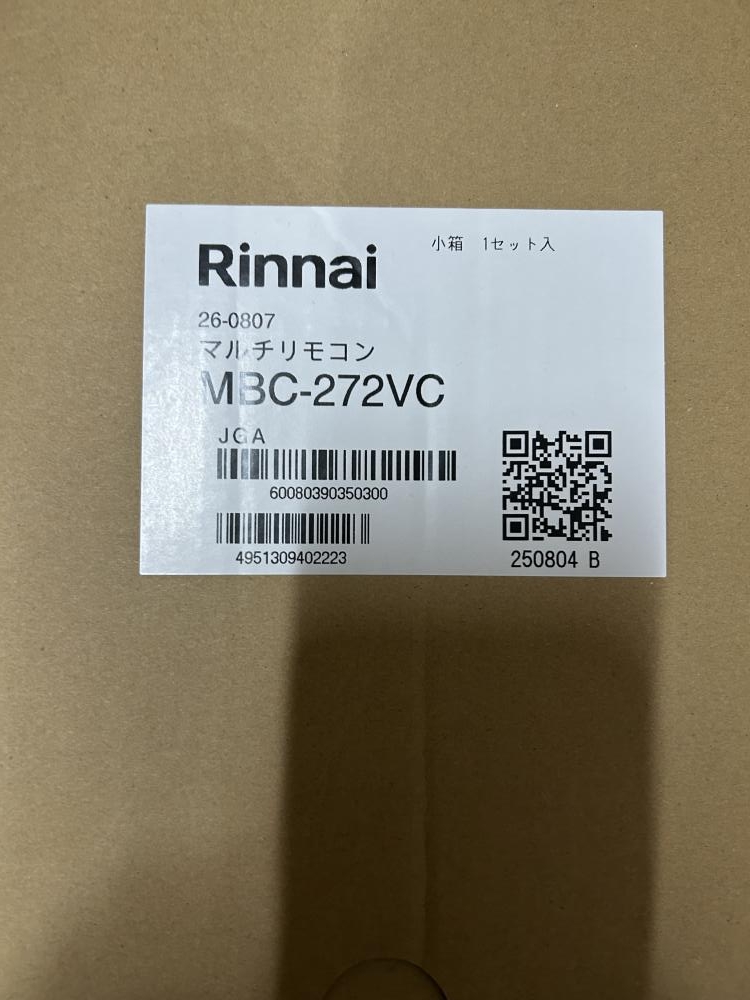 Rinnai
小箱　1セット入
26-0807
マルチリモコン
MBC-272VC
JGA
60080390350300
4951309402223
250804 B